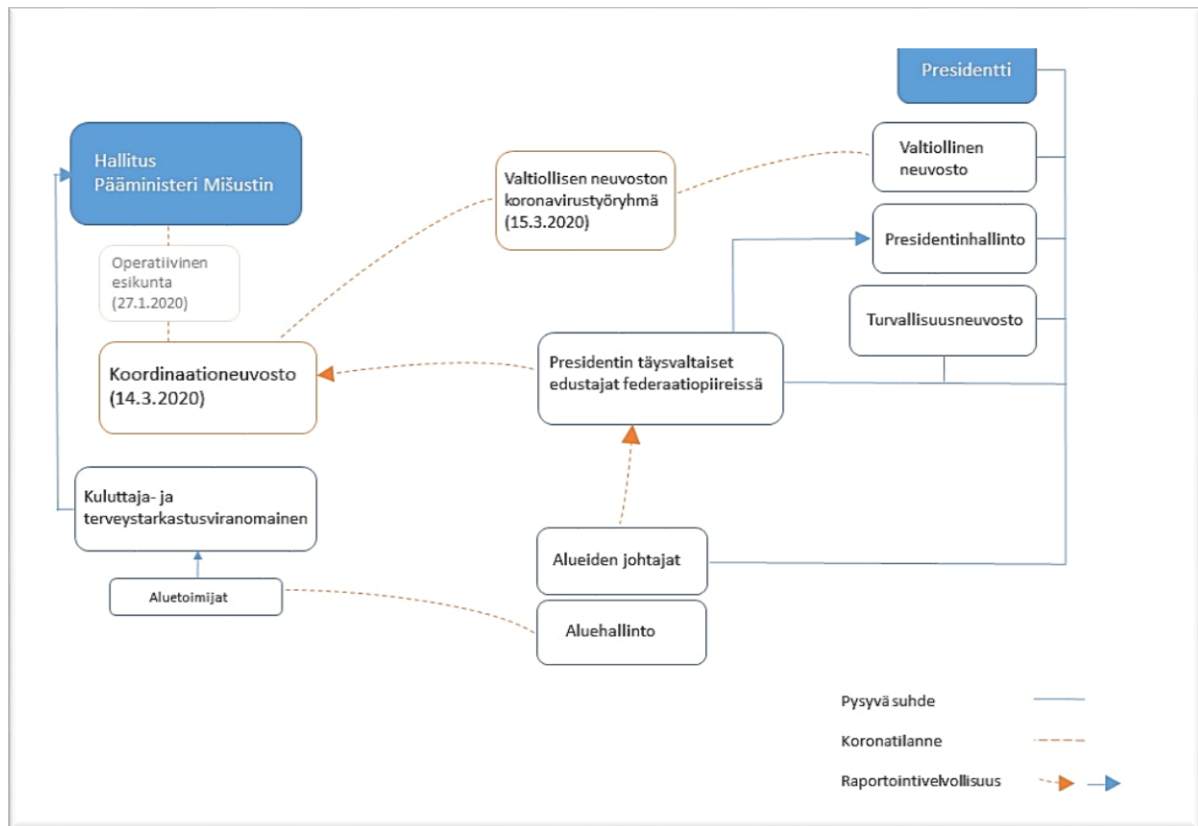 Presidentti
Hallitus
Pääministeri Mišustin
Valtiollisen neuvoston
koronavirustyöryhmä
(15.3.2020)
Valtiollinen
neuvosto
Presidentinhallinto
Operatiivinen
esikunta
(27.1.2020)
Turvallisuusneuvosto
Koordinaationeuvosto
(14.3.2020)
Presidentin täysvaltaiset
edustajat federaatiopiireissä
Kuluttaja- ja
terveystarkastusviranomainen
Alueiden johtajat
Aluetoimijat
Aluehallinto
Pysyvä suhde
Koronatilanne
Raportointivelvollisuus